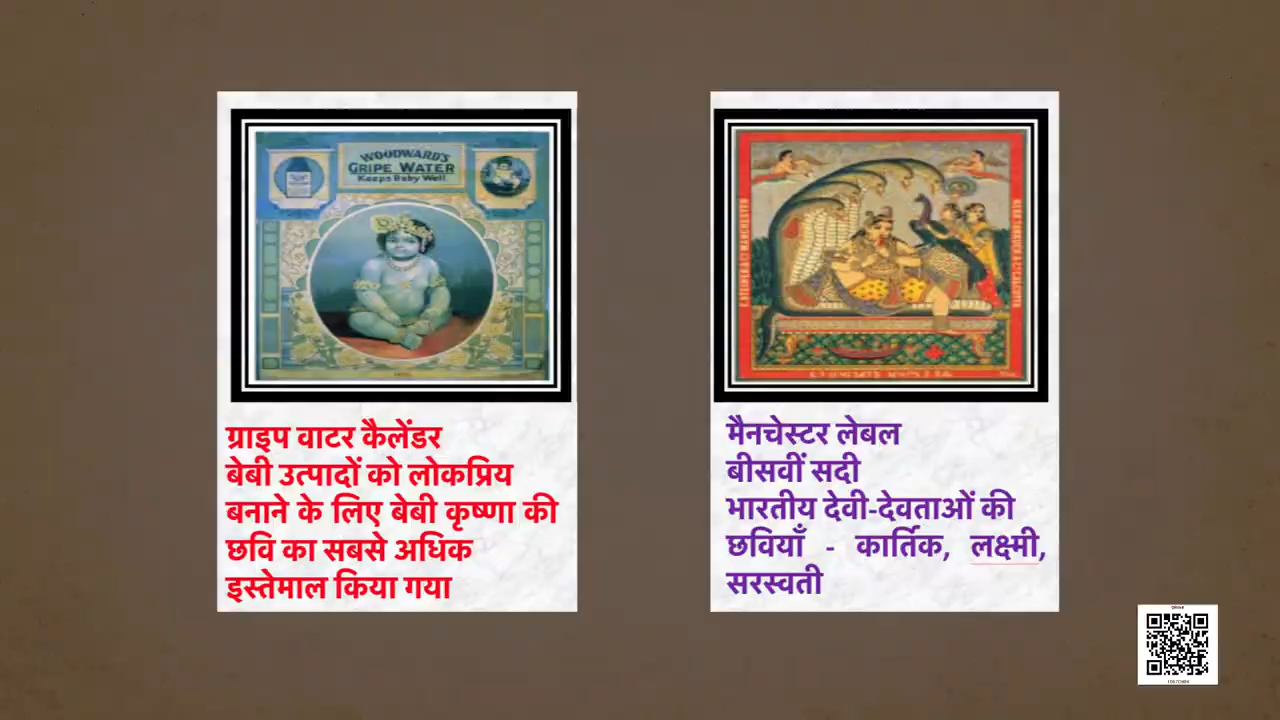 WOODWARD'S
GRIPE WATER
Keeps Baby Well.
ग्राइप वाटर कैलेंडर
बेबी उत्पादों को लोकप्रिय
बनाने के लिए बेबी कृष्णा की
छवि का सबसे अधिक
इस्तेमाल किया गया
मैनचेस्टर लेबल
बीसवीं सदी
भारतीय देवी-देवताओं की
छवियाँ - कार्तिक, लक्ष्मी,
सरस्वती